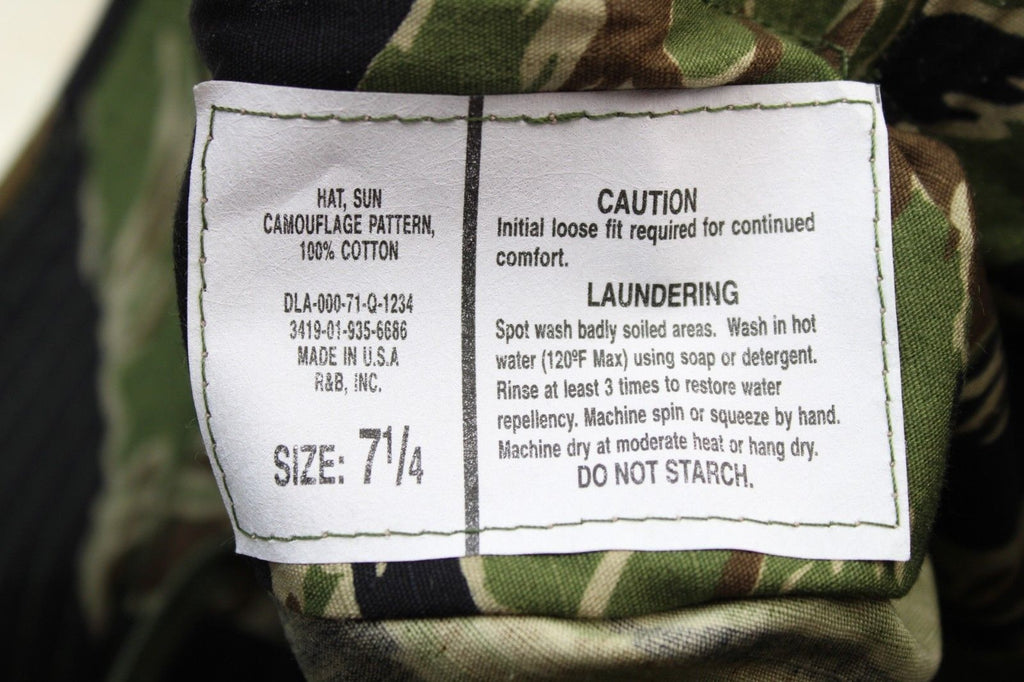 HAT, SUN
CAMOUFLAGE PATTERN,
100% COTTON
DLA-000-71-Q-1234
3419-01-935-6686
MADE IN U.S.A
R&B, INC.
SIZE: 7 1/4
CAUTION
Initial loose fit required for continued
comfort.
LAUNDERING
Spot wash badly soiled areas. Wash in hot
water (120ºF Max) using soap or detergent.
Rinse at least 3 times to restore water
repellency. Machine spin or squeeze by hand.
Machine dry at moderate heat or hang dry.
DO NOT STARCH.